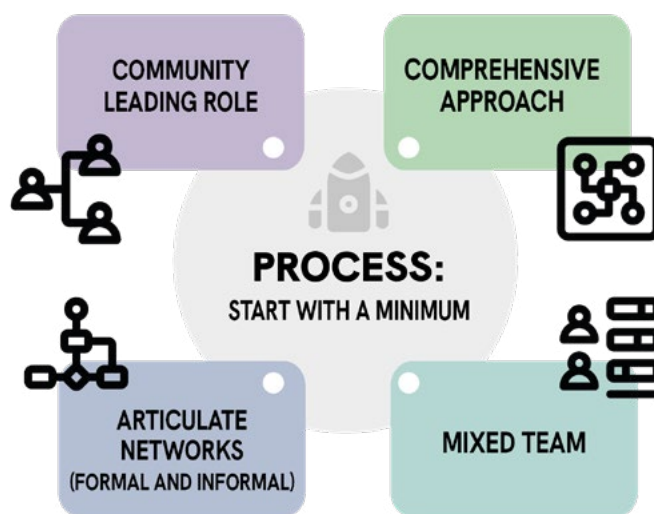 COMMUNITY
LEADING ROLE
COMPREHENSIVE
APPROACH
PROCESS:
START WITH A MINIMUM
ARTICULATE
NETWORKS
(FORMAL AND INFORMAL)
MIXED TEAM